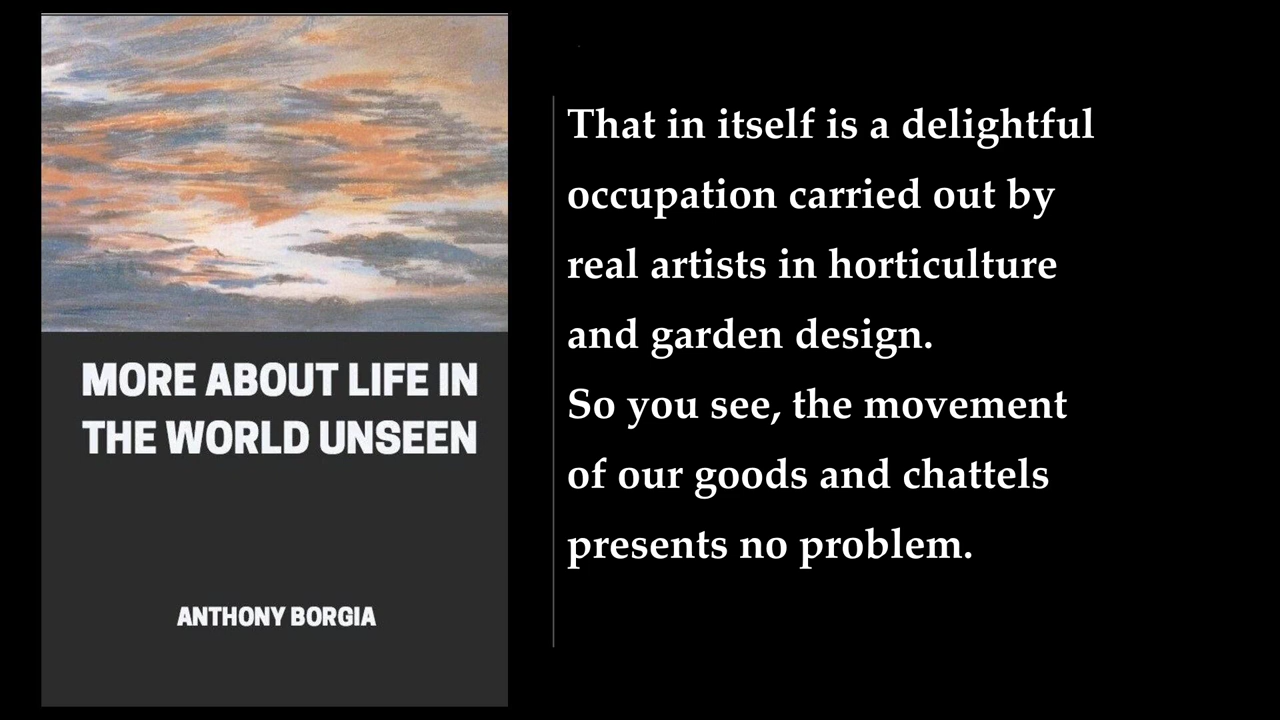 MORE ABOUT LIFE IN
THE WORLD UNSEEN
ANTHONY BORGIA
That in itself is a delightful
occupation carried out by
real artists in horticulture
and garden design.
So you see, the movement
of our goods and chattels
presents no problem.